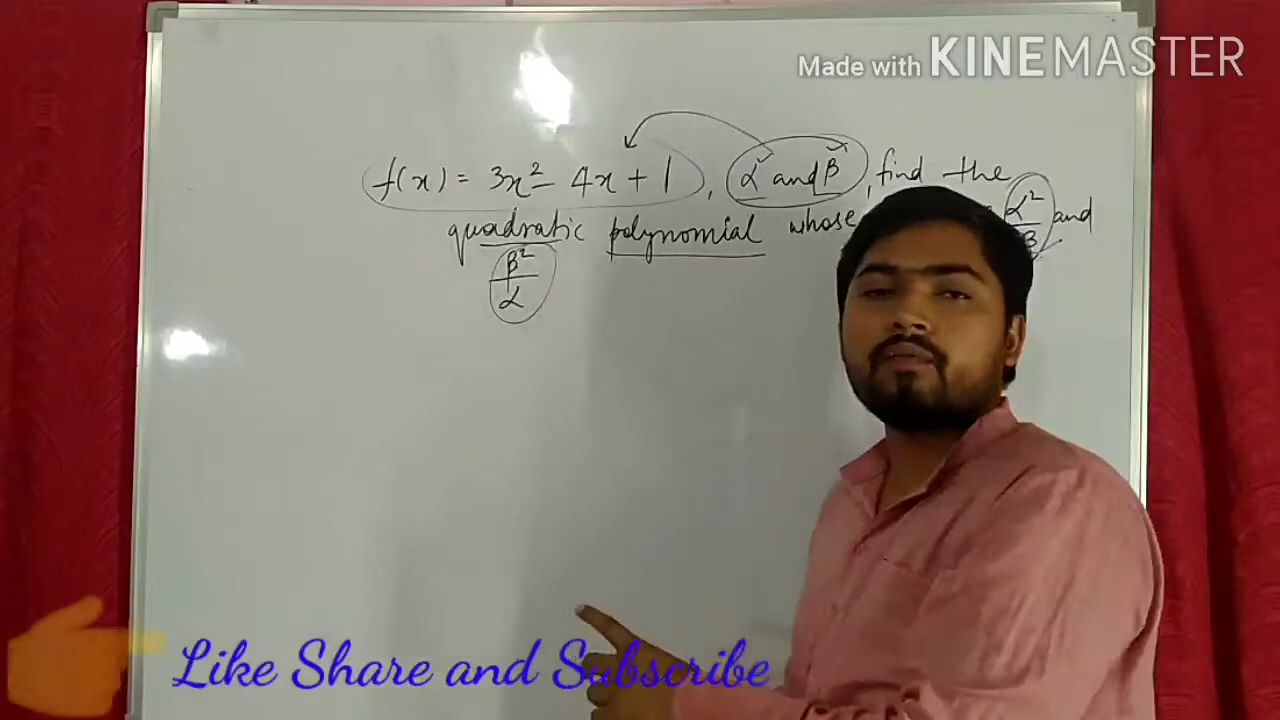 Made with KINEMASTER
f(x) = 3x² - 4x + 1, α and β, find the
quadratic polynomial whose α²/β and
β²/α
Like Share and Subscribe